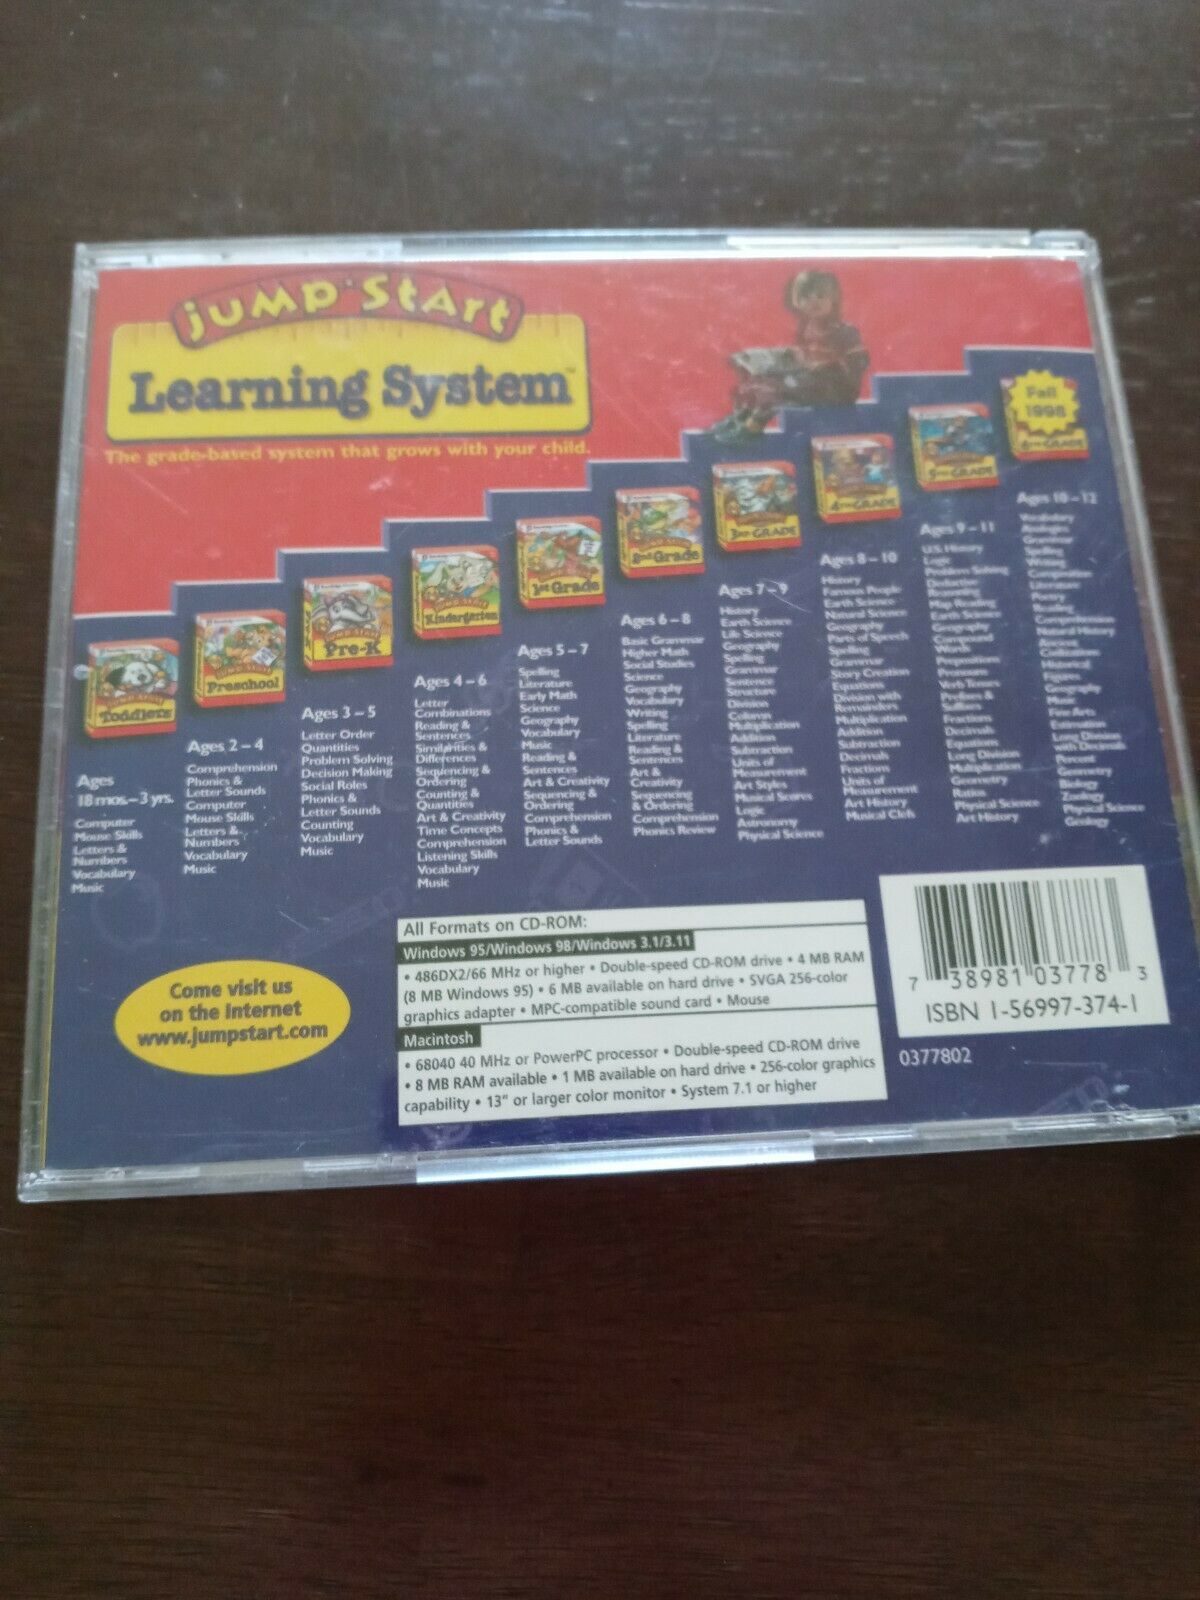 JumpStart
Learning System™
The grade-based system that grows with your child.
Toddlers
Ages
18 mos.–3 yrs.
Computer
Mouse Skills
Letters &
Numbers
Vocabulary
Music
Preschool
Ages 2–4
Comprehension
Phonics &
Letter Sounds
Computer
Mouse Skills
Letters &
Numbers
Vocabulary
Music
JumpStart
Pre-K
Ages 3–5
Letter Order
Quantities
Problem Solving
Decision Making
Social Roles
Phonics &
Letter Sounds
Counting
Vocabulary
Music
JumpStart
Kindergarten
Ages 4–6
Letter
Combinations
Reading &
Sentences
Similarities &
Differences
Sequencing &
Ordering
Counting &
Quantities
Art & Creativity
Time Concepts
Comprehension
Listening Skills
Vocabulary
Music
1st Grade
Ages 5–7
Spelling
Literature
Early Math
Science
Geography
Vocabulary
Music
Reading &
Sentences
Art & Creativity
Sequencing &
Ordering
Comprehension
Phonics &
Letter Sounds
2nd Grade
Ages 6–8
Basic Grammar
Higher Math
Social Studies
Science
Geography
Vocabulary
Writing
Spelling
Literature
Reading &
Sentences
Art &
Creativity
Sequencing
& Ordering
Comprehension
Phonics Review
3RD GRADE
Ages 7–9
History
Earth Science
Life Science
Geography
Spelling
Grammar
Sentence
Structure
Division
Column
Multiplication
Addition
Subtraction
Units of
Measurement
Art Styles
Musical Scores
Logic
Astronomy
Physical Science
4TH GRADE
Ages 8–10
History
Famous People
Earth Science
Natural Science
Geography
Parts of Speech
Spelling
Grammar
Story Creation
Equations
Division with
Remainders
Multiplication
Addition
Subtraction
Decimals
Fractions
Units of
Measurement
Art History
Musical Clefs
5TH GRADE
Ages 9–11
U.S. History
Logic
Problem Solving
Deductive
Reasoning
Map Reading
Earth Science
Geography
Compound
Words
Prepositions
Pronouns
Verb Tenses
Prefixes &
Suffixes
Fractions
Decimals
Equations
Long Division
Multiplication
Geometry
Ratios
Physical Science
Art History
Fall
1998
6TH GRADE
Ages 10–12
Vocabulary
Analogies
Grammar
Spelling
Writing
Composition
Literature
Poetry
Reading
Comprehension
Natural History
Ancient
Civilizations
Historical
Figures
Geography
Music
Fine Arts
Estimation
Long Division
with Decimals
Percent
Geometry
Biology
Zoology
Physical Science
Geology
Come visit us
on the Internet
www.jumpstart.com
All Formats on CD-ROM:
Windows 95/Windows 98/Windows 3.1/3.11
• 486DX2/66 MHz or higher • Double-speed CD-ROM drive • 4 MB RAM
(8 MB Windows 95) • 6 MB available on hard drive • SVGA 256-color
graphics adapter • MPC-compatible sound card • Mouse
Macintosh
• 68040 40 MHz or PowerPC processor • Double-speed CD-ROM drive
• 8 MB RAM available • 1 MB available on hard drive • 256-color graphics
capability • 13" or larger color monitor • System 7.1 or higher
7 38981 03778 3
ISBN 1-56997-374-1
0377802